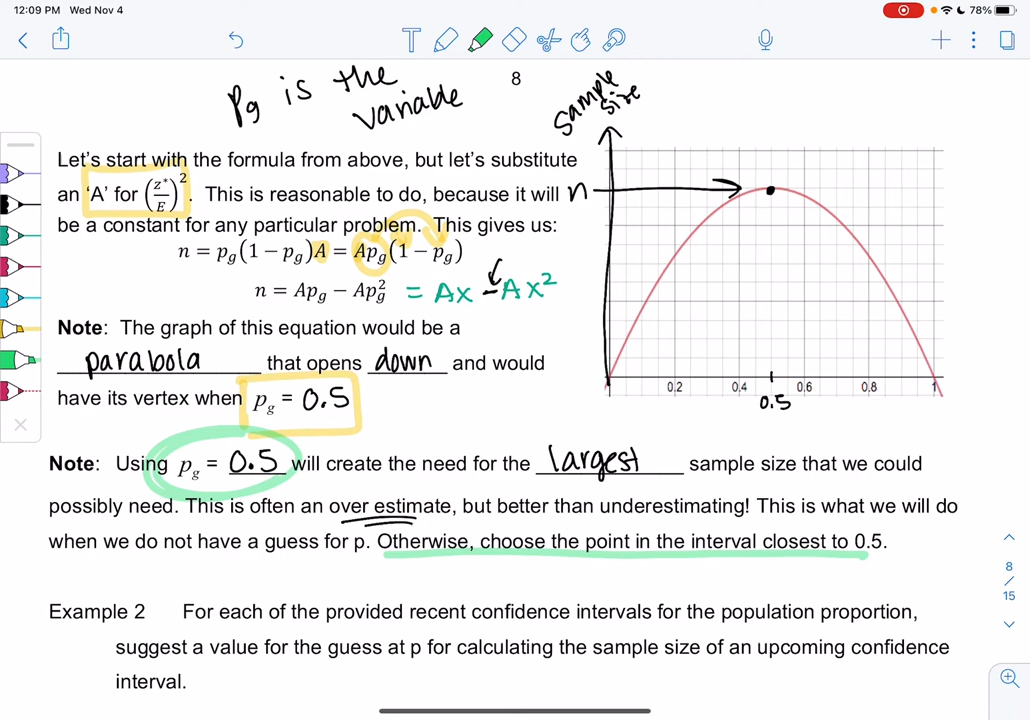 12:09 PM Wed Nov 4
78%
T
8
pg is the
variable
sample
size
Let's start with the formula from above, but let's substitute
an 'A' for (z*/E)². This is reasonable to do, because it will
be a constant for any particular problem. This gives us:
n = pg(1 − pg)A = Apg(1 − pg)
n = Apg − Apg² = Ax − Ax²
n
Note: The graph of this equation would be a
parabola that opens down and would
have its vertex when pg = 0.5
0.2 0.4 0.6 0.8 1
0.5
Note: Using pg = 0.5 will create the need for the largest sample size that we could
possibly need. This is often an over estimate, but better than underestimating! This is what we will do
when we do not have a guess for p. Otherwise, choose the point in the interval closest to 0.5.
8
/
15
Example 2 For each of the provided recent confidence intervals for the population proportion,
suggest a value for the guess at p for calculating the sample size of an upcoming confidence
interval.